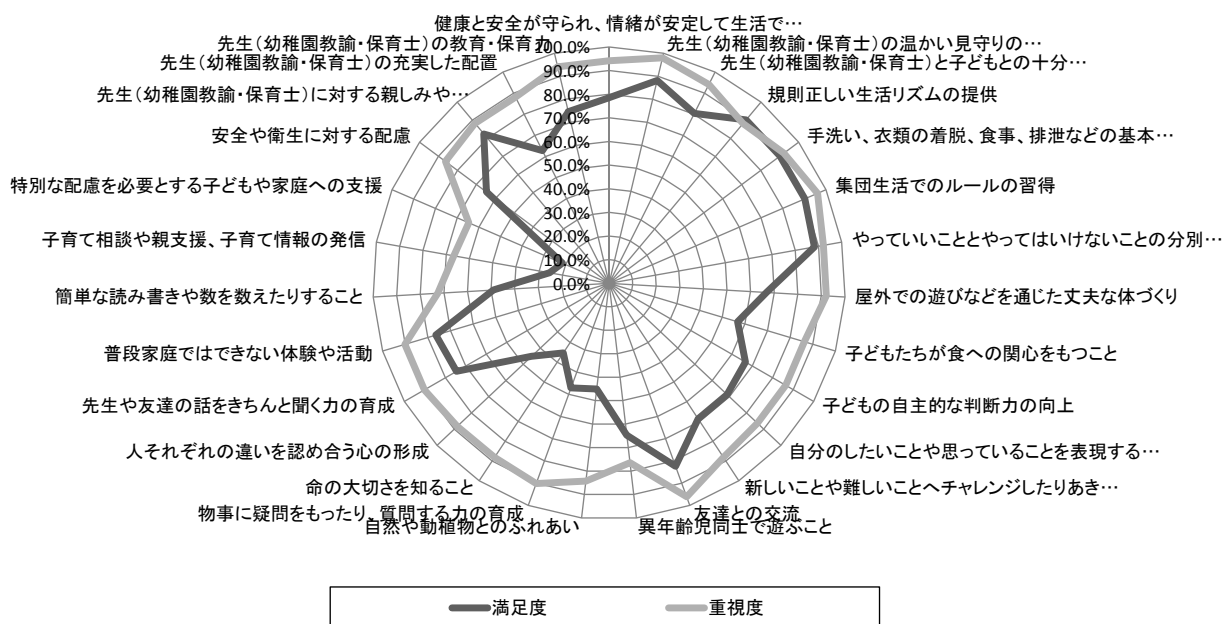 健康と安全が守られ、情緒が安定して生活で…
先生（幼稚園教諭・保育士）の温かい見守りの…
先生（幼稚園教諭・保育士）と子どもとの十分…
規則正しい生活リズムの提供
手洗い、衣類の着脱、食事、排泄などの基本…
集団生活でのルールの習得
やっていいこととやってはいけないことの分別…
屋外での遊びなどを通じた丈夫な体づくり
子どもたちが食への関心をもつこと
子どもの自主的な判断力の向上
自分のしたいことや思っていることを表現する…
新しいことや難しいことへチャレンジしたりあき…
友達との交流
異年齢児同士で遊ぶこと
自然や動植物とのふれあい
物事に疑問をもったり、質問する力の育成
命の大切さを知ること
人それぞれの違いを認め合う心の形成
先生や友達の話をきちんと聞く力の育成
普段家庭ではできない体験や活動
簡単な読み書きや数を数えたりすること
子育て相談や親支援、子育て情報の発信
特別な配慮を必要とする子どもや家庭への支援
安全や衛生に対する配慮
先生（幼稚園教諭・保育士）に対する親しみや…
先生（幼稚園教諭・保育士）の充実した配置
先生（幼稚園教諭・保育士）の教育・保育力
100.0%
90.0%
80.0%
70.0%
60.0%
50.0%
40.0%
30.0%
20.0%
10.0%
0.0%
満足度
重視度